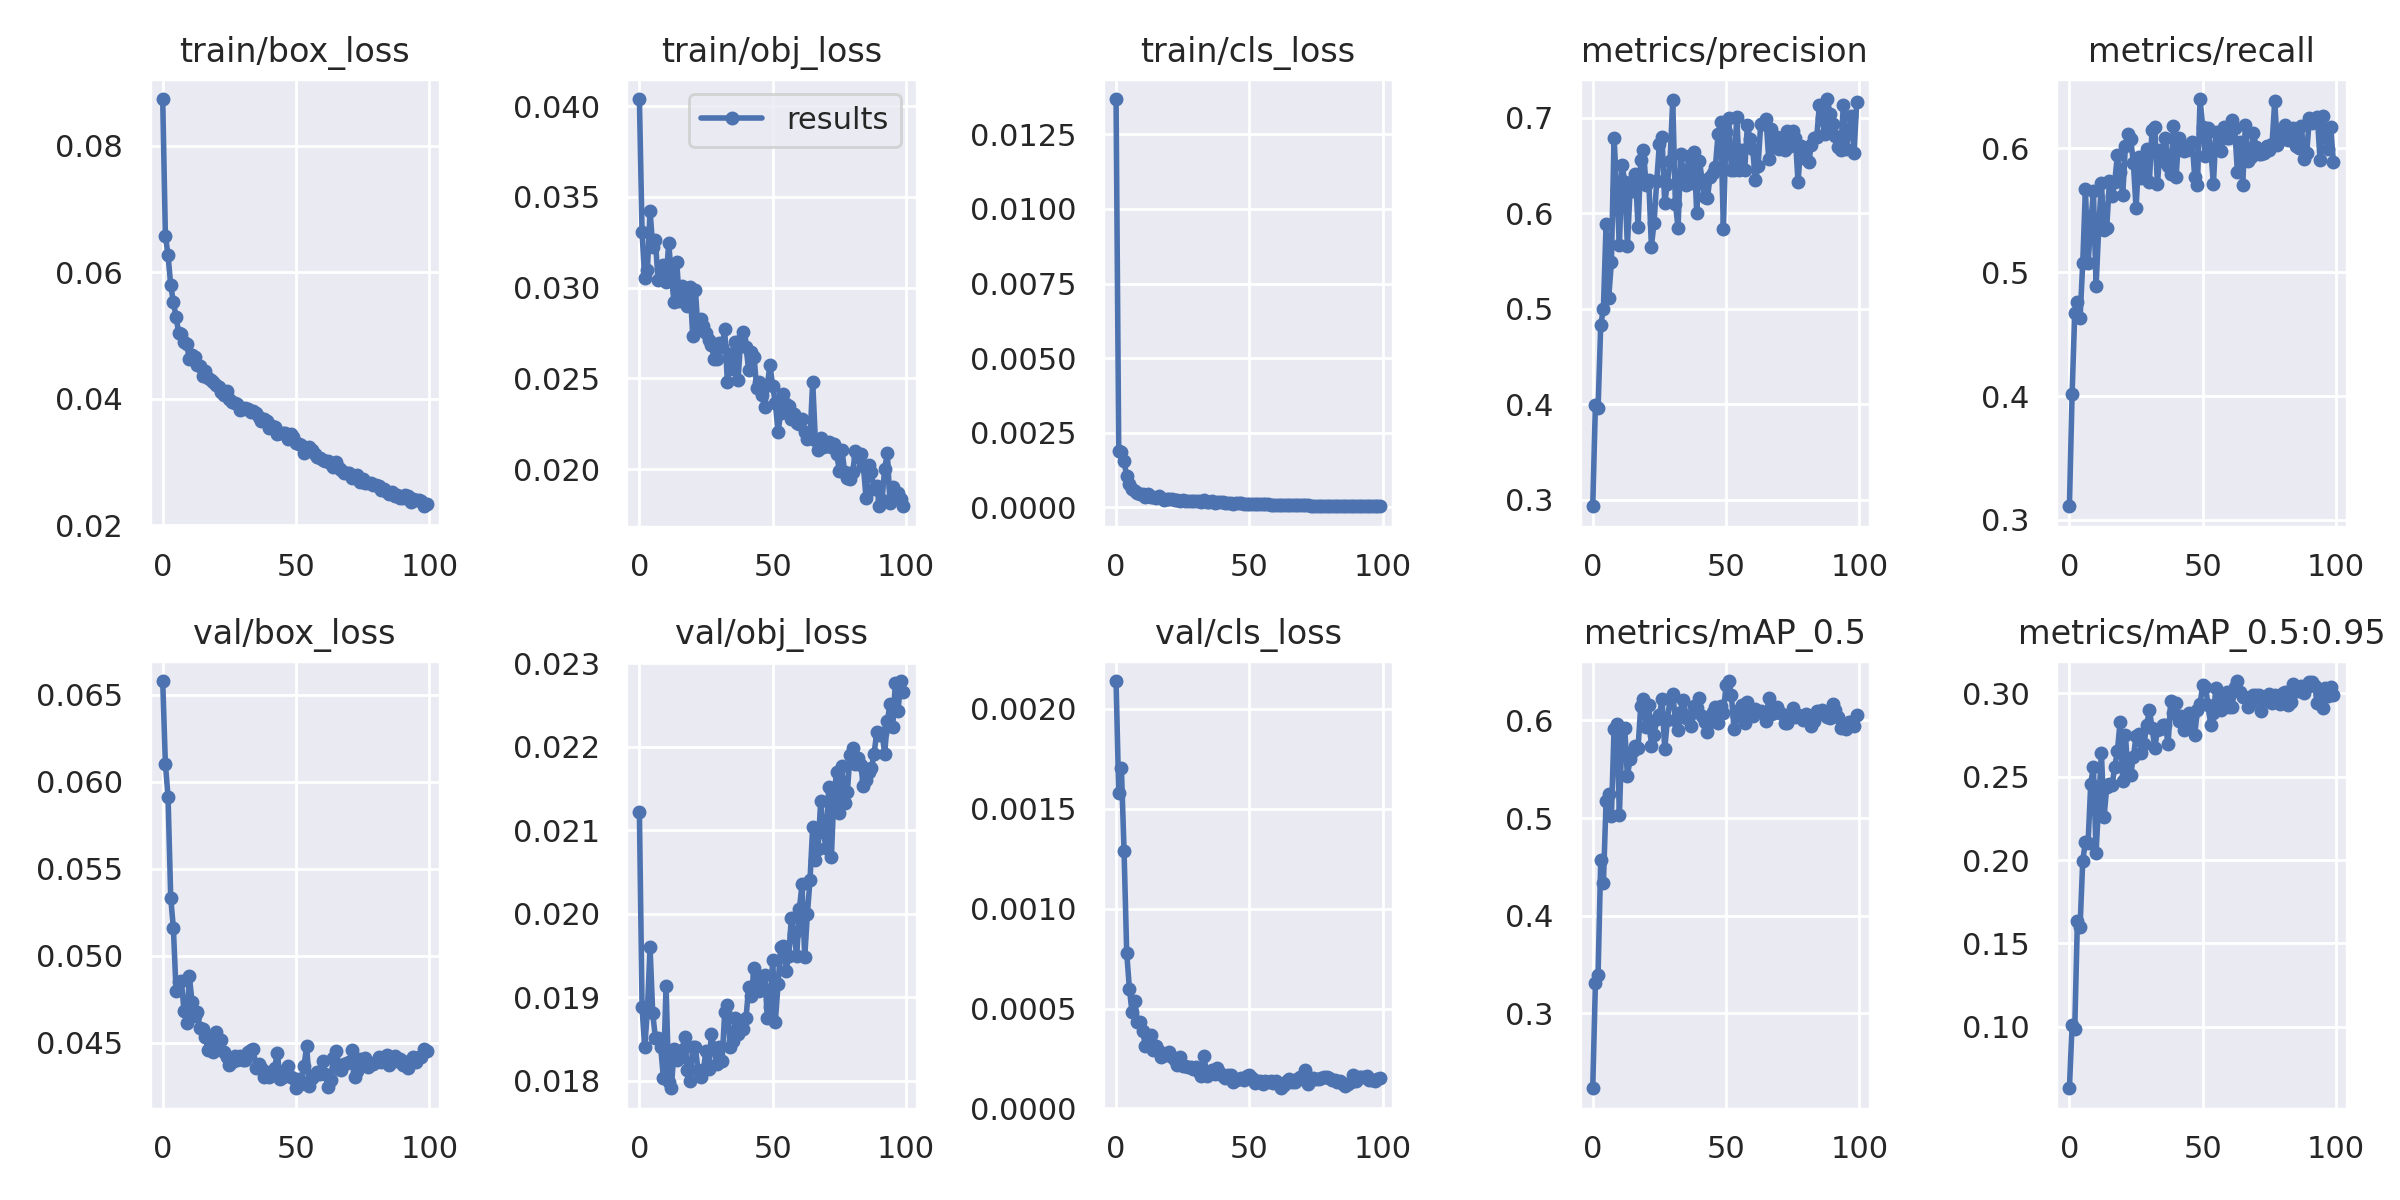 train/box_loss
0.08
0.06
0.04
0.02
0 50 100
train/obj_loss
results
0.040
0.035
0.030
0.025
0.020
0 50 100
train/cls_loss
0.0125
0.0100
0.0075
0.0050
0.0025
0.0000
0 50 100
metrics/precision
0.7
0.6
0.5
0.4
0.3
0 50 100
metrics/recall
0.6
0.5
0.4
0.3
0 50 100
val/box_loss
0.065
0.060
0.055
0.050
0.045
0 50 100
val/obj_loss
0.023
0.022
0.021
0.020
0.019
0.018
0 50 100
val/cls_loss
0.0020
0.0015
0.0010
0.0005
0.0000
0 50 100
metrics/mAP_0.5
0.6
0.5
0.4
0.3
0 50 100
metrics/mAP_0.5:0.95
0.30
0.25
0.20
0.15
0.10
0 50 100